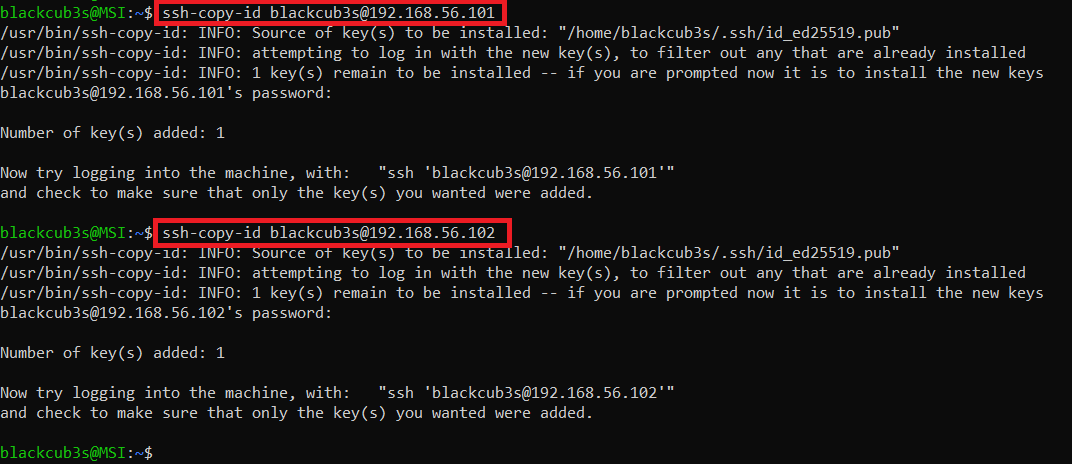 blackcub3s@MSI:~$ ssh-copy-id blackcub3s@192.168.56.101
/usr/bin/ssh-copy-id: INFO: Source of key(s) to be installed: "/home/blackcub3s/.ssh/id_ed25519.pub"
/usr/bin/ssh-copy-id: INFO: attempting to log in with the new key(s), to filter out any that are already installed
/usr/bin/ssh-copy-id: INFO: 1 key(s) remain to be installed -- if you are prompted now it is to install the new keys
blackcub3s@192.168.56.101's password:
Number of key(s) added: 1
Now try logging into the machine, with:   "ssh 'blackcub3s@192.168.56.101'"
and check to make sure that only the key(s) you wanted were added.
blackcub3s@MSI:~$ ssh-copy-id blackcub3s@192.168.56.102
/usr/bin/ssh-copy-id: INFO: Source of key(s) to be installed: "/home/blackcub3s/.ssh/id_ed25519.pub"
/usr/bin/ssh-copy-id: INFO: attempting to log in with the new key(s), to filter out any that are already installed
/usr/bin/ssh-copy-id: INFO: 1 key(s) remain to be installed -- if you are prompted now it is to install the new keys
blackcub3s@192.168.56.102's password:
Number of key(s) added: 1
Now try logging into the machine, with:   "ssh 'blackcub3s@192.168.56.102'"
and check to make sure that only the key(s) you wanted were added.
blackcub3s@MSI:~$